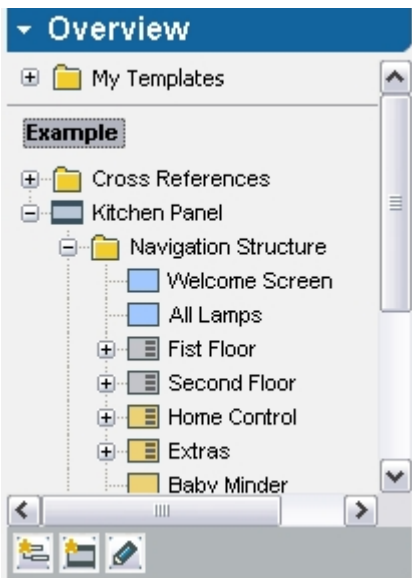 Overview
My Templates
Example
Cross References
Kitchen Panel
Navigation Structure
Welcome Screen
All Lamps
Fist Floor
Second Floor
Home Control
Extras
Baby Minder